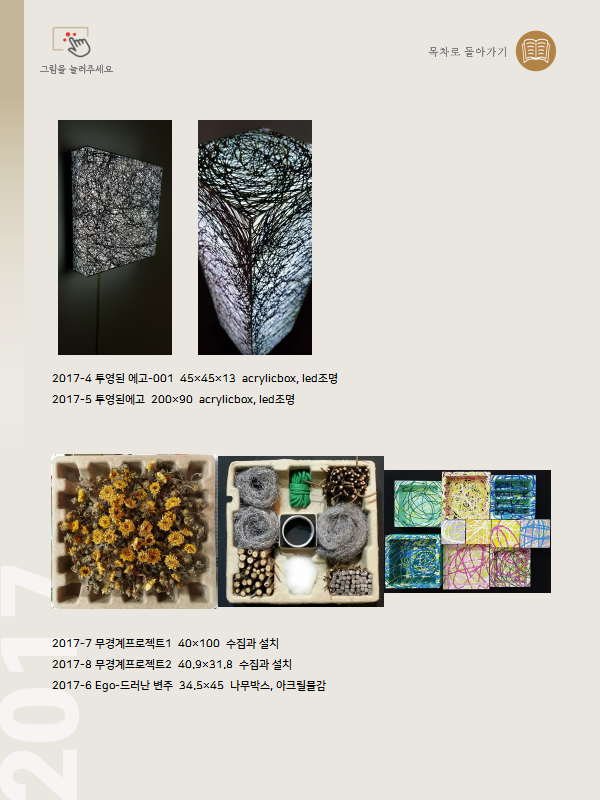 그림을 눌러주세요
목차로 돌아가기
2017-4 투영된 에고-001 45×45×13 acrylicbox, led조명
2017-5 투영된에고 200×90 acrylicbox, led조명
2017-7 무경계프로젝트1 40×100 수집과 설치
2017-8 무경계프로젝트2 40.9×31.8 수집과 설치
2017-6 Ego-드러난 변주 34.5×45 나무박스, 아크릴물감
2017